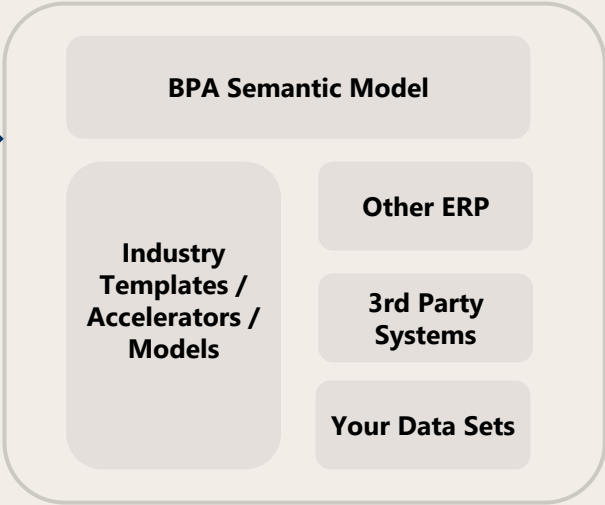 BPA Semantic Model
Industry
Templates /
Accelerators /
Models
Other ERP
3rd Party
Systems
Your Data Sets